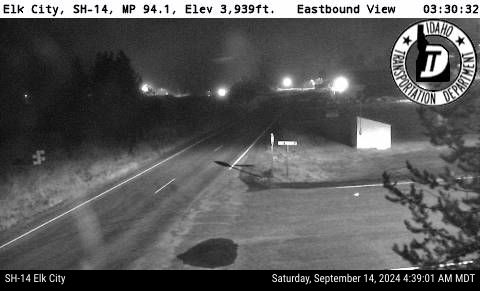 Elk City, SH-14, MP 94.1, Elev 3,939ft. Eastbound View 03:30:32
IDAHO
TRANSPORTATION DEPARTMENT
SH-14 Elk City Saturday, September 14, 2024 4:39:01 AM MDT